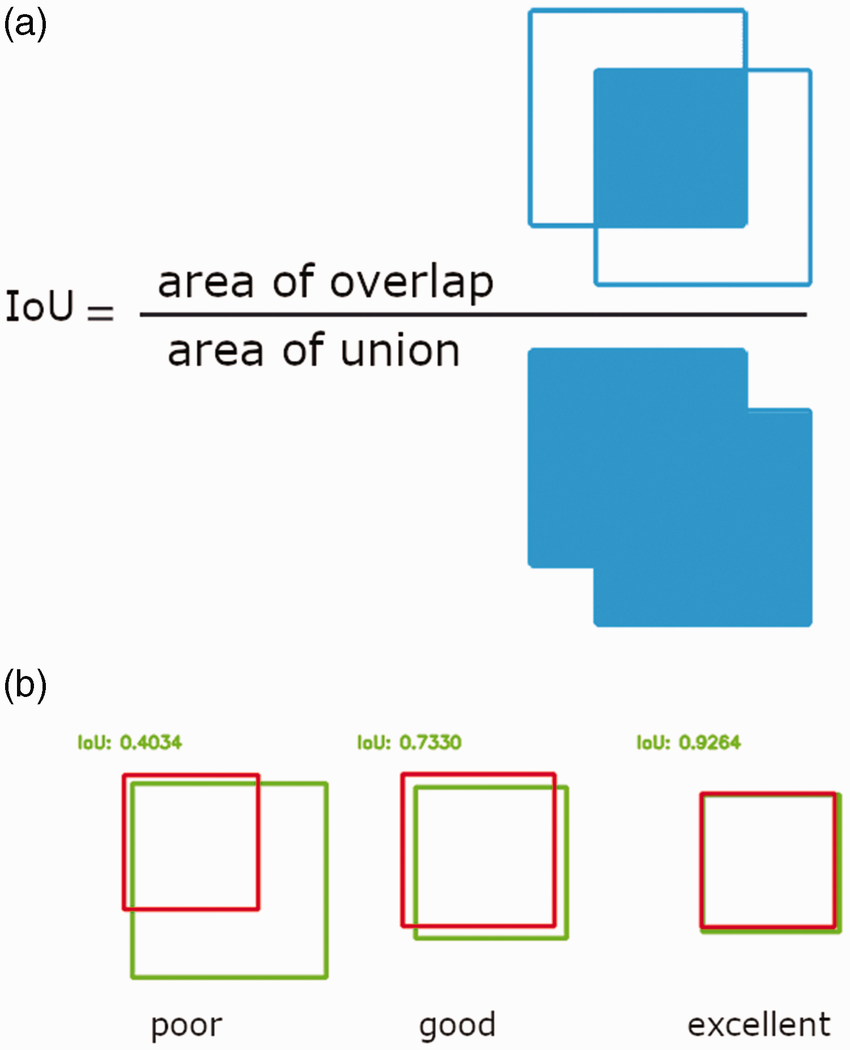 (a)
IoU = area of overlap
area of union
(b)
IoU: 0.4034 IoU: 0.7330 IoU: 0.9264
poor good excellent